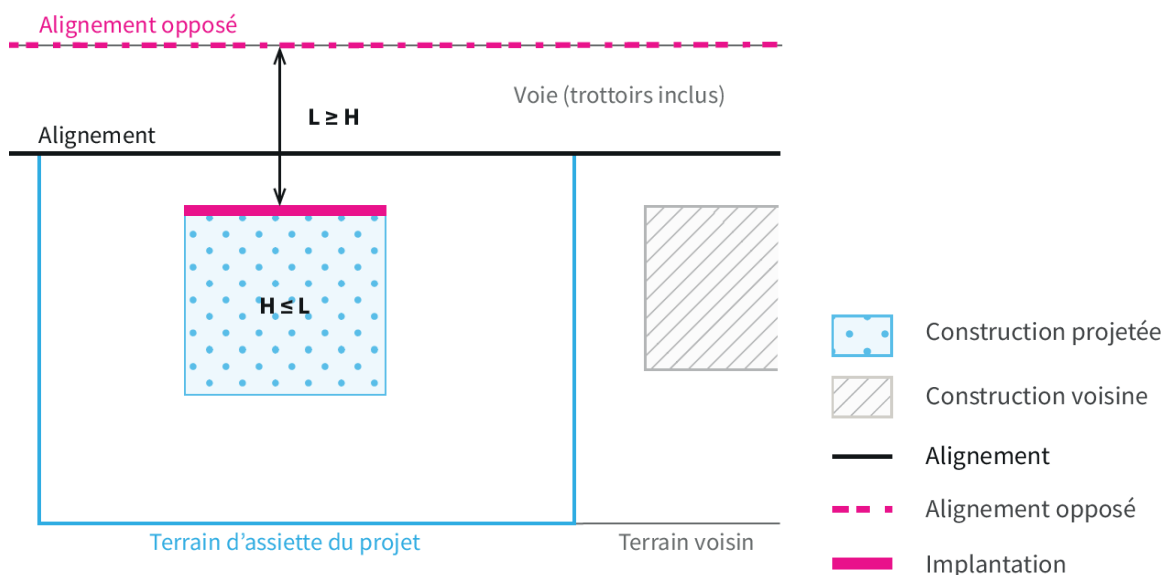 Alignement opposé
Voie (trottoirs inclus)
L ≥ H
Alignement
H ≤ L
Terrain d’assiette du projet
Terrain voisin
Construction projetée
Construction voisine
Alignement
Alignement opposé
Implantation